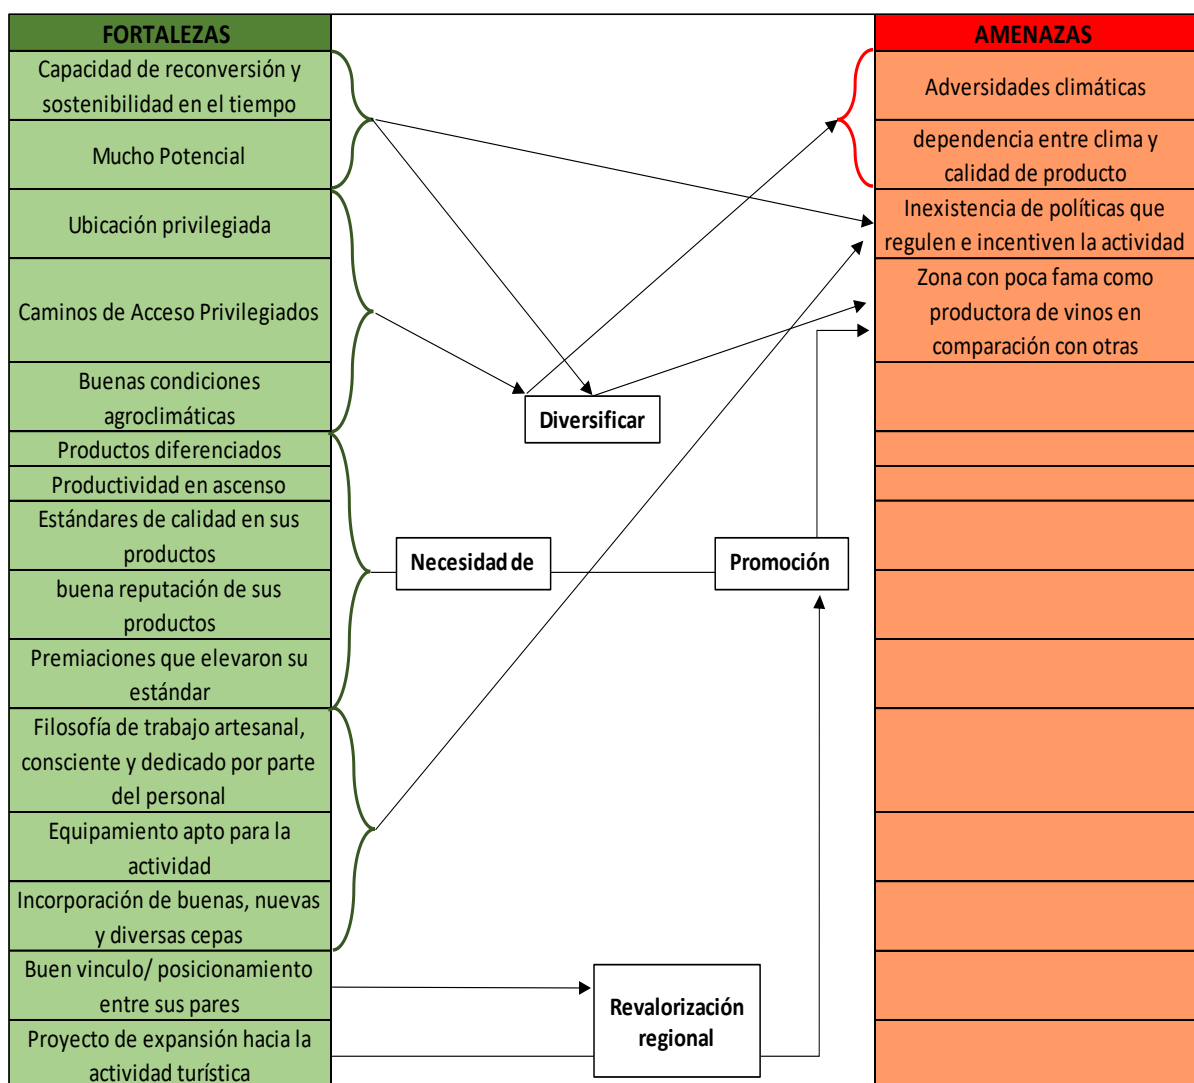 FORTALEZAS
Capacidad de reconversión y
sostenibilidad en el tiempo
Mucho Potencial
Ubicación privilegiada
Caminos de Acceso Privilegiados
Buenas condiciones
agroclimáticas
Productos diferenciados
Productividad en ascenso
Estándares de calidad en sus
productos
buena reputación de sus
productos
Premiaciones que elevaron su
estándar
Filosofía de trabajo artesanal,
consciente y dedicado por parte
del personal
Equipamiento apto para la
actividad
Incorporación de buenas, nuevas
y diversas cepas
Buen vinculo/ posicionamiento
entre sus pares
Proyecto de expansión hacia la
actividad turística
Diversificar
Necesidad de
Promoción
Revalorización
regional
AMENAZAS
Adversidades climáticas
dependencia entre clima y
calidad de producto
Inexistencia de políticas que
regulen e incentiven la actividad
Zona con poca fama como
productora de vinos en
comparación con otras